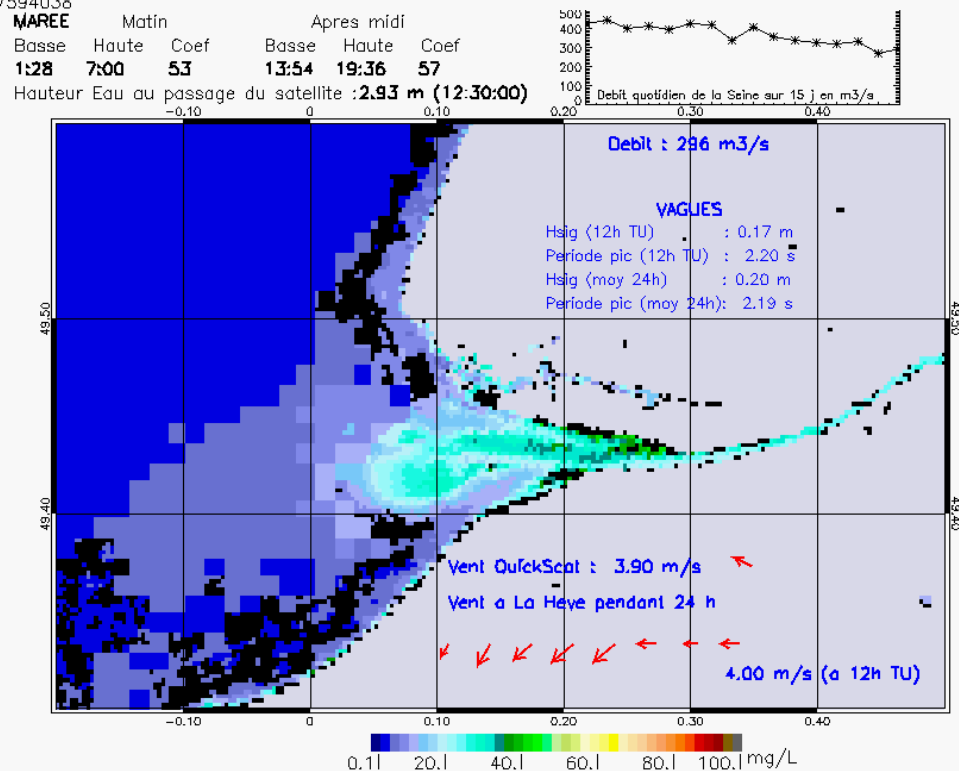 7594038
MAREE Matin Apres midi
Basse Haute Coef Basse Haute Coef
1:28 7:00 53 13:54 19:36 57
Hauteur Eau au passage du satellite : 2.93 m (12:30:00)
500
400
300
200
100
0
Debit quotidien de la Seine sur 15 j en m3/s
-0.10 0 0.10 0.20 0.30 0.40
Debit : 296 m3/s
VAGUES
Hsig (12h TU) : 0.17 m
Periode pic (12h TU) : 2.20 s
Hsig (moy 24h) : 0.20 m
Periode pic (moy 24h): 2.19 s
49.50 49.50
49.40 49.40
Vent QuickScat : 3.90 m/s
Vent a La Heve pendant 24 h
4.00 m/s (a 12h TU)
-0.10 0 0.10 0.20 0.30 0.40
0.1| 20.| 40.| 60.| 80.| 100.| mg/L